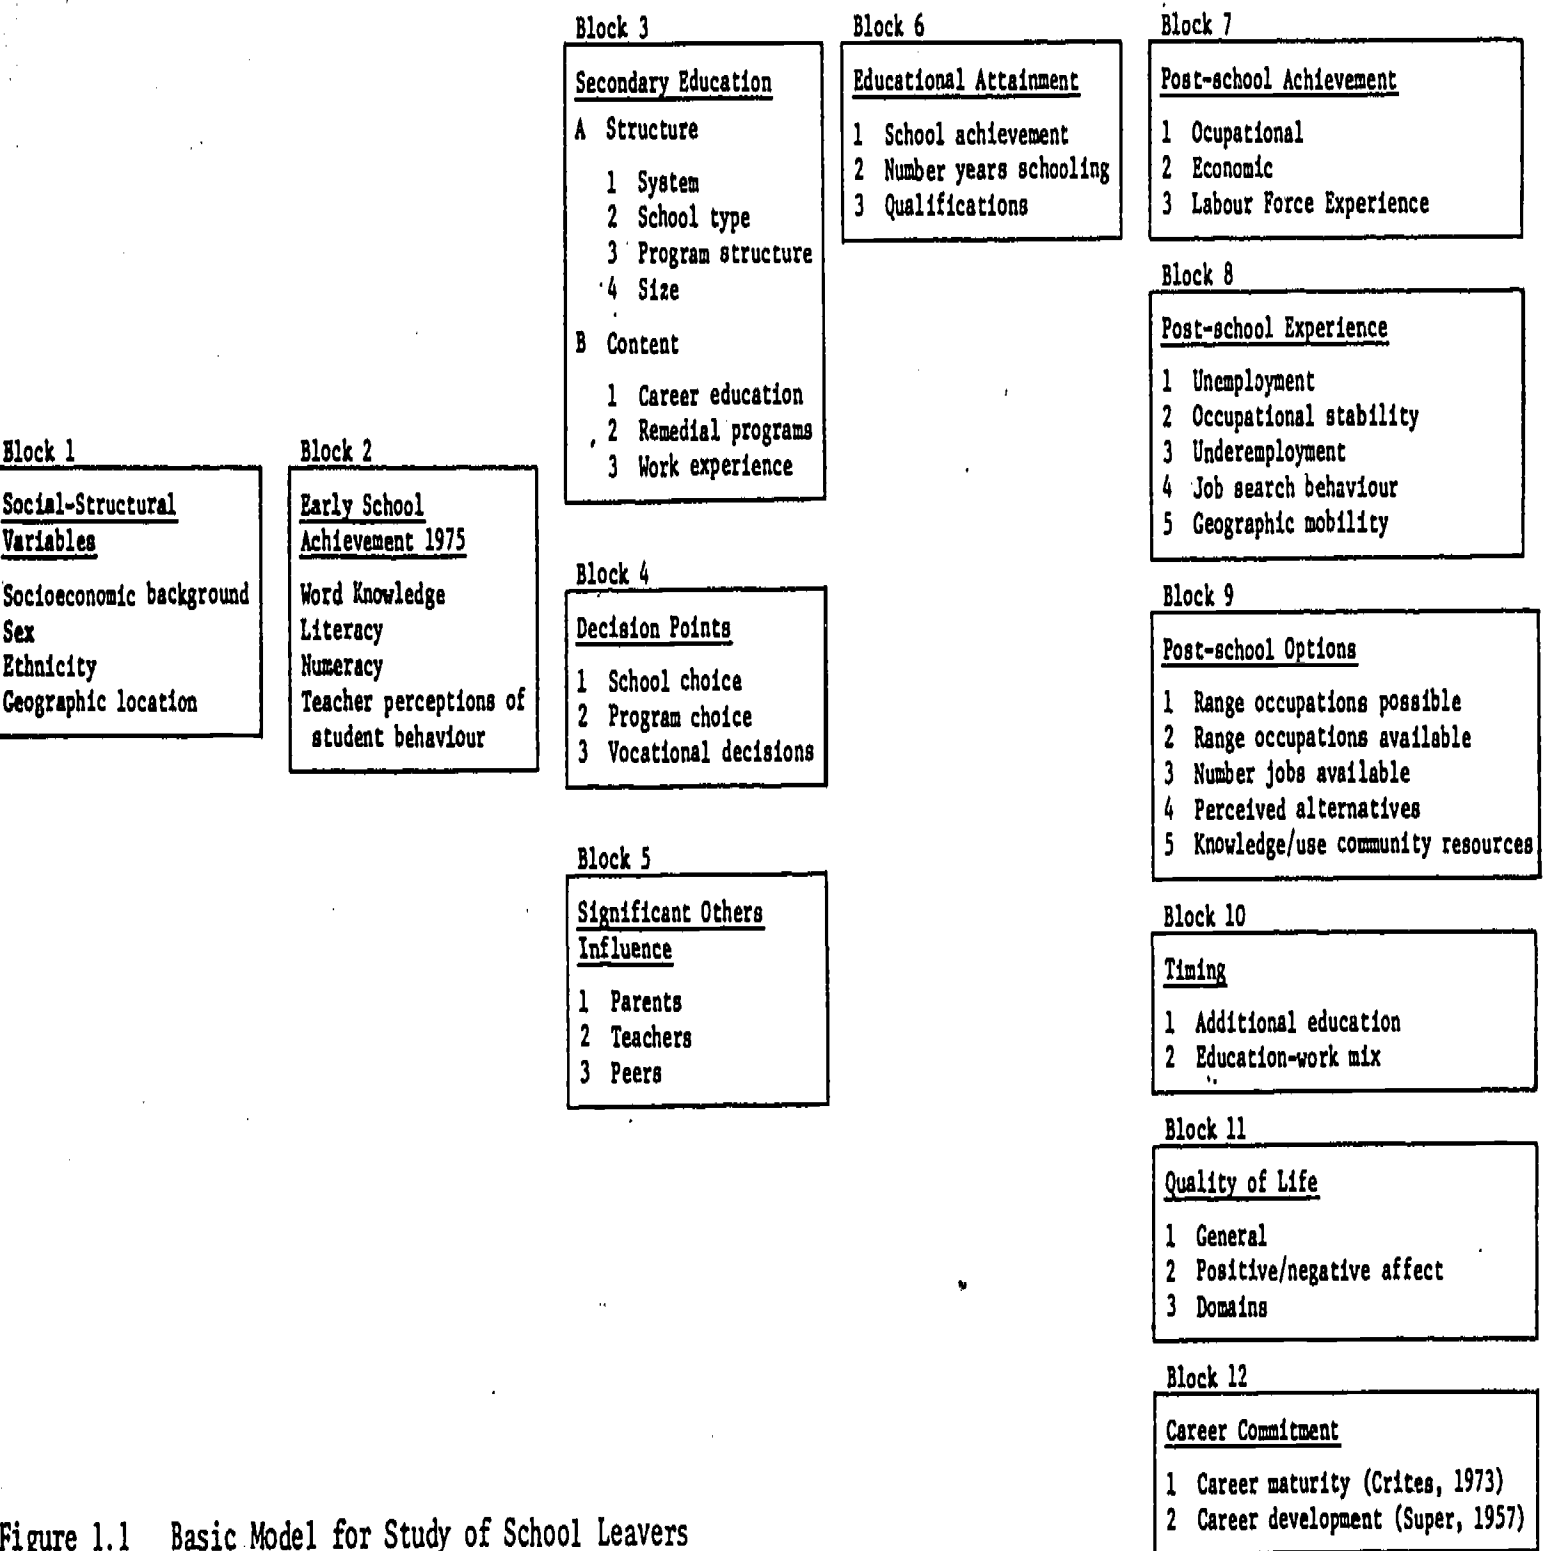 Block 1
Social-Structural
Variables
Socioeconomic background
Sex
Ethnicity
Geographic location
Block 2
Early School
Achievement 1975
Word Knowledge
Literacy
Numeracy
Teacher perceptions of
student behaviour
Block 3
Secondary Education
A Structure
1 System
2 School type
3 Program structure
4 Size
B Content
1 Career education
2 Remedial programs
3 Work experience
Block 4
Decision Points
1 School choice
2 Program choice
3 Vocational decisions
Block 5
Significant Others
Influence
1 Parents
2 Teachers
3 Peers
Block 6
Educational Attainment
1 School achievement
2 Number years schooling
3 Qualifications
Block 7
Post-school Achievement
1 Ocupational
2 Economic
3 Labour Force Experience
Block 8
Post-school Experience
1 Unemployment
2 Occupational stability
3 Underemployment
4 Job search behaviour
5 Geographic mobility
Block 9
Post-school Options
1 Range occupations possible
2 Range occupations available
3 Number jobs available
4 Perceived alternatives
5 Knowledge/use community resources
Block 10
Timing
1 Additional education
2 Education-work mix
Block 11
Quality of Life
1 General
2 Positive/negative affect
3 Domains
Block 12
Career Commitment
1 Career maturity (Crites, 1973)
2 Career development (Super, 1957)
Figure 1.1 Basic Model for Study of School Leavers